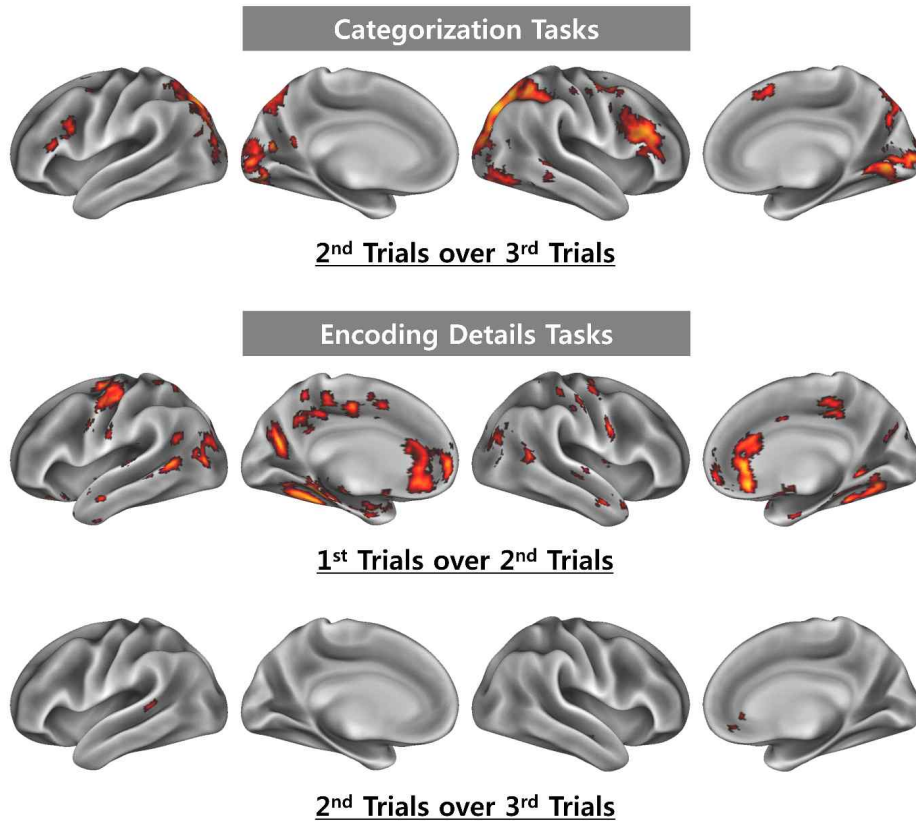 Categorization Tasks
2nd Trials over 3rd Trials
Encoding Details Tasks
1st Trials over 2nd Trials
2nd Trials over 3rd Trials